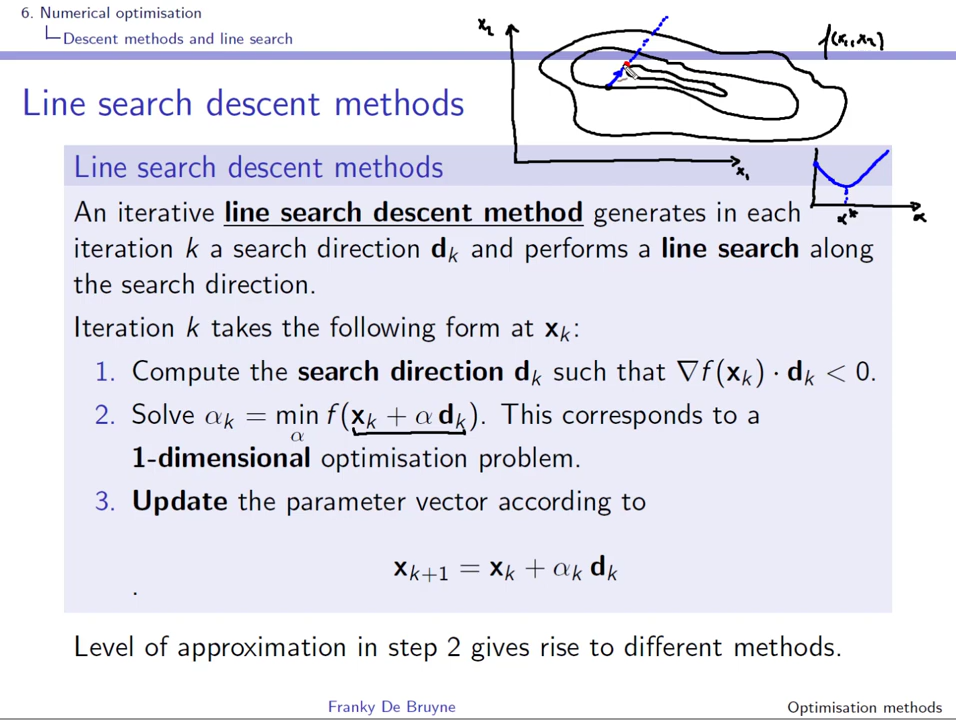 6. Numerical optimisation
Descent methods and line search
x₂
f(x₁,x₂)
x₁
Line search descent methods
Line search descent methods
α*
α
An iterative line search descent method generates in each
iteration k a search direction dₖ and performs a line search along
the search direction.
Iteration k takes the following form at xₖ:
1. Compute the search direction dₖ such that ∇f(xₖ) · dₖ < 0.
2. Solve αₖ = min f(xₖ + α dₖ). This corresponds to a
α
1-dimensional optimisation problem.
3. Update the parameter vector according to
xₖ₊₁ = xₖ + αₖ dₖ
.
Level of approximation in step 2 gives rise to different methods.
Franky De Bruyne
Optimisation methods